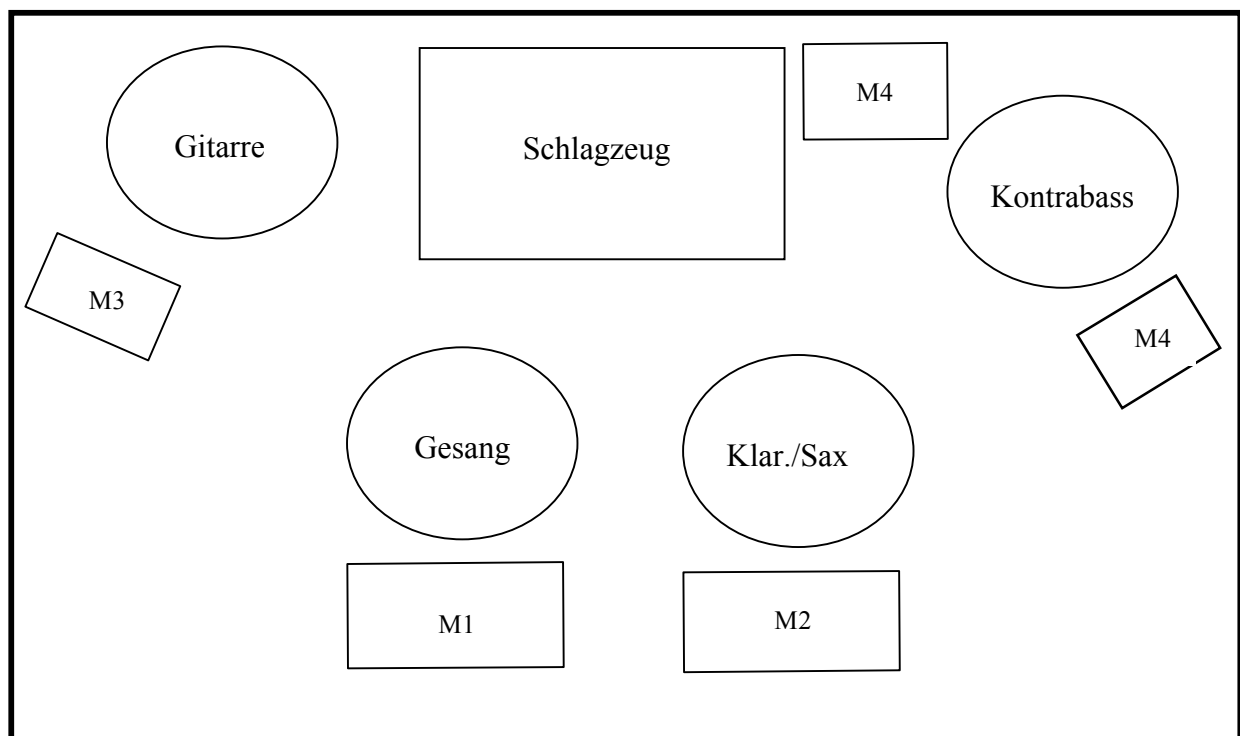 M4
Gitarre
Schlagzeug
Kontrabass
M3
M4
Gesang
Klar./Sax
M1
M2